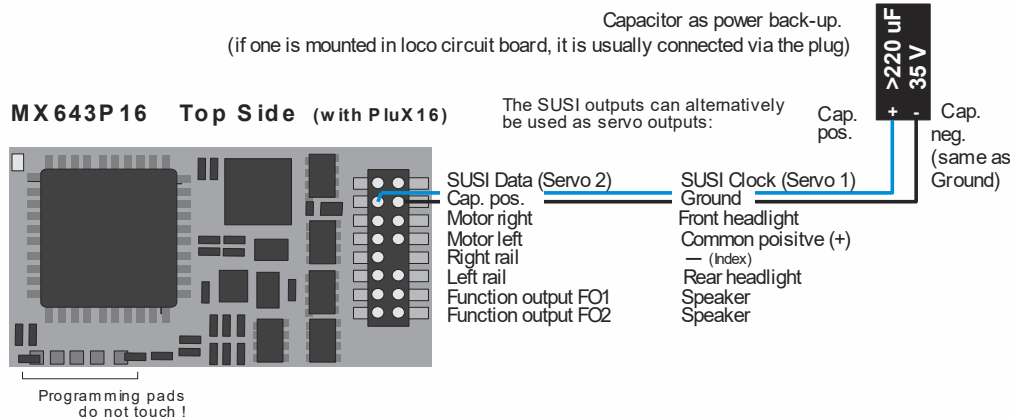 Capacitor as power back-up.
(if one is mounted in loco circuit board, it is usually connected via the plug)
>220 uF
35 V
+ -
MX643P16 Top Side (with PluX16)
The SUSI outputs can alternatively
be used as servo outputs:
Cap.
pos.
Cap.
neg.
(same as
Ground)
SUSI Data (Servo 2) SUSI Clock (Servo 1)
Cap. pos. Ground
Motor right Front headlight
Motor left Common poisitve (+)
Right rail — (Index)
Left rail Rear headlight
Function output FO1 Speaker
Function output FO2 Speaker
Programming pads
do not touch !